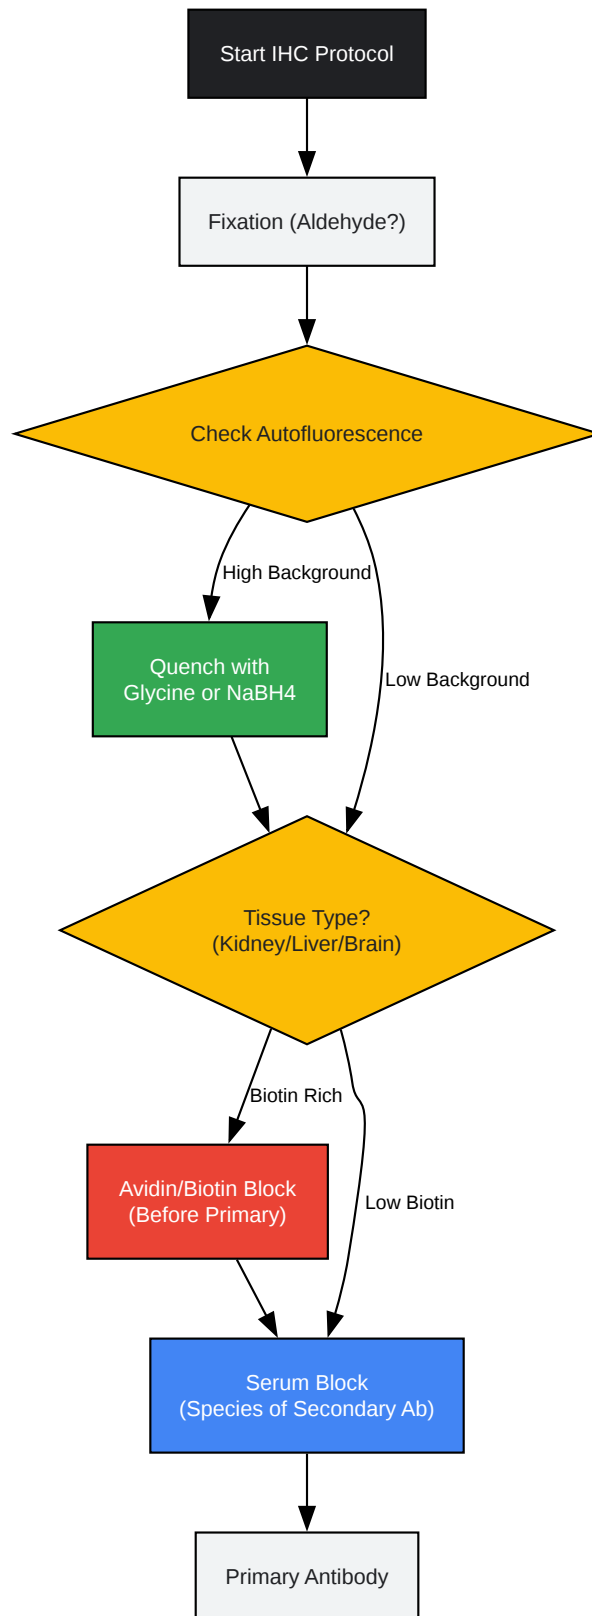 Start IHC Protocol
Fixation (Aldehyde?)
Check Autofluorescence
High Background
Quench with
Glycine or NaBH4
Low Background
Tissue Type?
(Kidney/Liver/Brain)
Biotin Rich
Avidin/Biotin Block
(Before Primary)
Low Biotin
Serum Block
(Species of Secondary Ab)
Primary Antibody